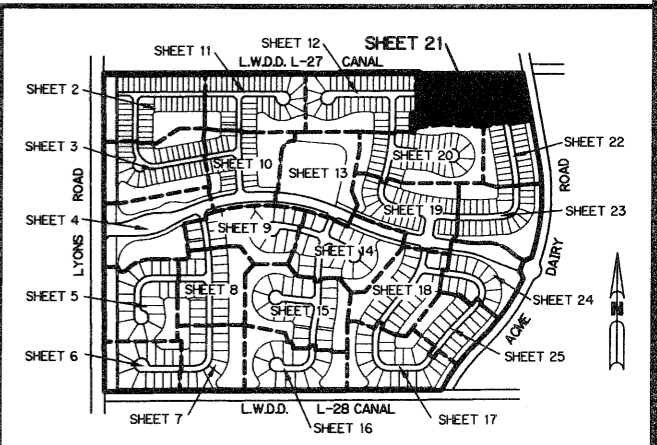 SHEET 21
SHEET 12
SHEET 11
L.W.D.D. L-27 CANAL
SHEET 2
SHEET 22
SHEET 3
SHEET 20
SHEET 10
SHEET 13
ROAD
ROAD
SHEET 4
SHEET 19
SHEET 23
SHEET 9
LYONS
SHEET 14
DAIRY
SHEET 8
SHEET 18
SHEET 5
SHEET 24
SHEET 15
N
ACME
SHEET 6
SHEET 25
SHEET 7
L.W.D.D. L-28 CANAL
SHEET 17
SHEET 16